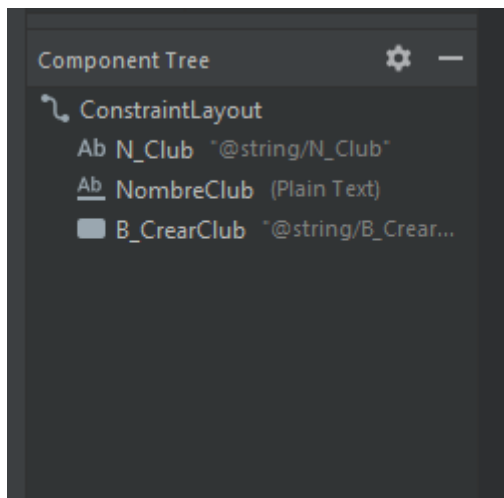 Component Tree
ConstraintLayout
Ab N_Club "@string/N_Club"
Ab NombreClub (Plain Text)
B_CrearClub "@string/B_Crear...